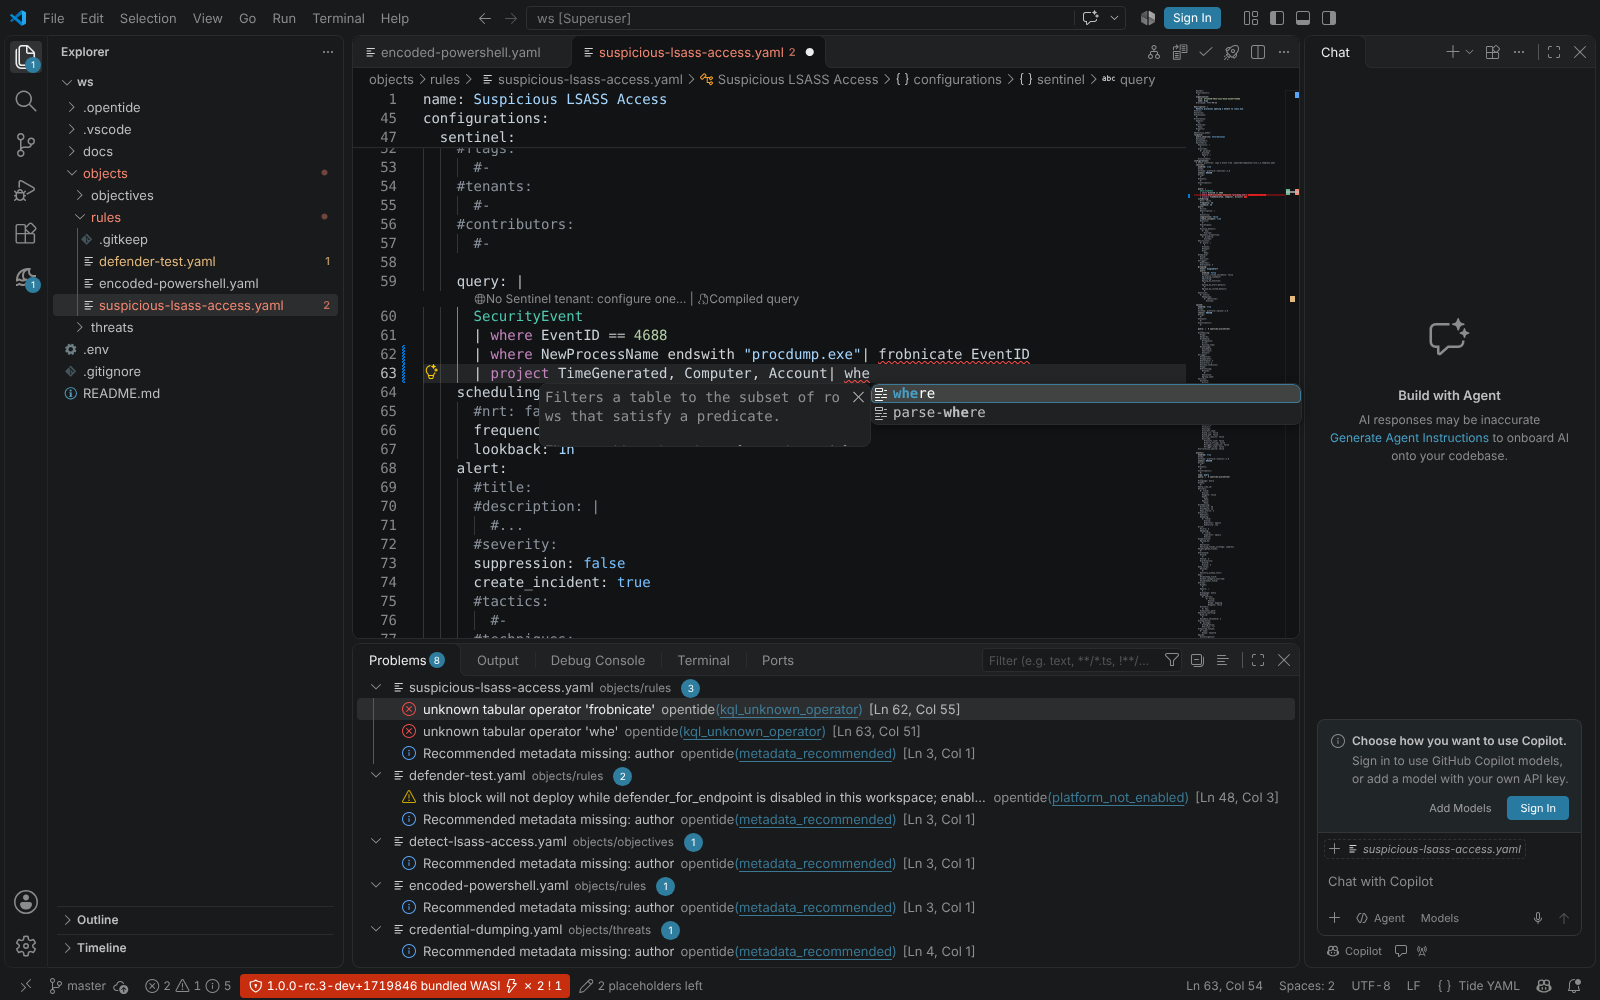 File Edit Selection View Go Run Terminal Help
ws [Superuser]
Sign In
Explorer
ws
.opentide
.vscode
docs
objects
objectives
rules
.gitkeep
defender-test.yaml 1
encoded-powershell.yaml
suspicious-lsass-access.yaml 2
threats
.env
.gitignore
README.md
Outline
Timeline
encoded-powershell.yaml
suspicious-lsass-access.yaml 2
objects > rules > suspicious-lsass-access.yaml > Suspicious LSASS Access > { } configurations > { } sentinel > abc query
1 name: Suspicious LSASS Access
45 configurations:
47 sentinel:
52 #flags:
53 #-
54 #tenants:
55 #-
56 #contributors:
57 #-
58
59 query: |
No Sentinel tenant: configure one... | Compiled query
60 SecurityEvent
61 | where EventID == 4688
62 | where NewProcessName endswith "procdump.exe"| frobnicate EventID
63 | project TimeGenerated, Computer, Account| whe
where
parse-where
Filters a table to the subset of ro
ws that satisfy a predicate.
64 scheduling
65 #nrt: fa
66 frequenc
67 lookback: 1h
68 alert:
69 #title:
70 #description: |
71 #...
72 #severity:
73 suppression: false
74 create_incident: true
75 #tactics:
76 #-
77 #techniques:
Problems 8 Output Debug Console Terminal Ports
Filter (e.g. text, **/*.ts, !**/...
suspicious-lsass-access.yaml objects/rules 3
unknown tabular operator 'frobnicate' opentide(kql_unknown_operator) [Ln 62, Col 55]
unknown tabular operator 'whe' opentide(kql_unknown_operator) [Ln 63, Col 51]
Recommended metadata missing: author opentide(metadata_recommended) [Ln 3, Col 1]
defender-test.yaml objects/rules 2
this block will not deploy while defender_for_endpoint is disabled in this workspace; enabl... opentide(platform_not_enabled) [Ln 48, Col 3]
Recommended metadata missing: author opentide(metadata_recommended) [Ln 3, Col 1]
detect-lsass-access.yaml objects/objectives 1
Recommended metadata missing: author opentide(metadata_recommended) [Ln 3, Col 1]
encoded-powershell.yaml objects/rules 1
Recommended metadata missing: author opentide(metadata_recommended) [Ln 3, Col 1]
credential-dumping.yaml objects/threats 1
Recommended metadata missing: author opentide(metadata_recommended) [Ln 4, Col 1]
Chat
Build with Agent
AI responses may be inaccurate
Generate Agent Instructions to onboard AI
onto your codebase.
Choose how you want to use Copilot.
Sign in to use GitHub Copilot models,
or add a model with your own API key.
Add Models Sign In
suspicious-lsass-access.yaml
Chat with Copilot
Agent Models
Copilot
master 2 1 5 1.0.0-rc.3-dev+1719846 bundled WASI × 2 ! 1 2 placeholders left
Ln 63, Col 54 Spaces: 2 UTF-8 LF { } Tide YAML